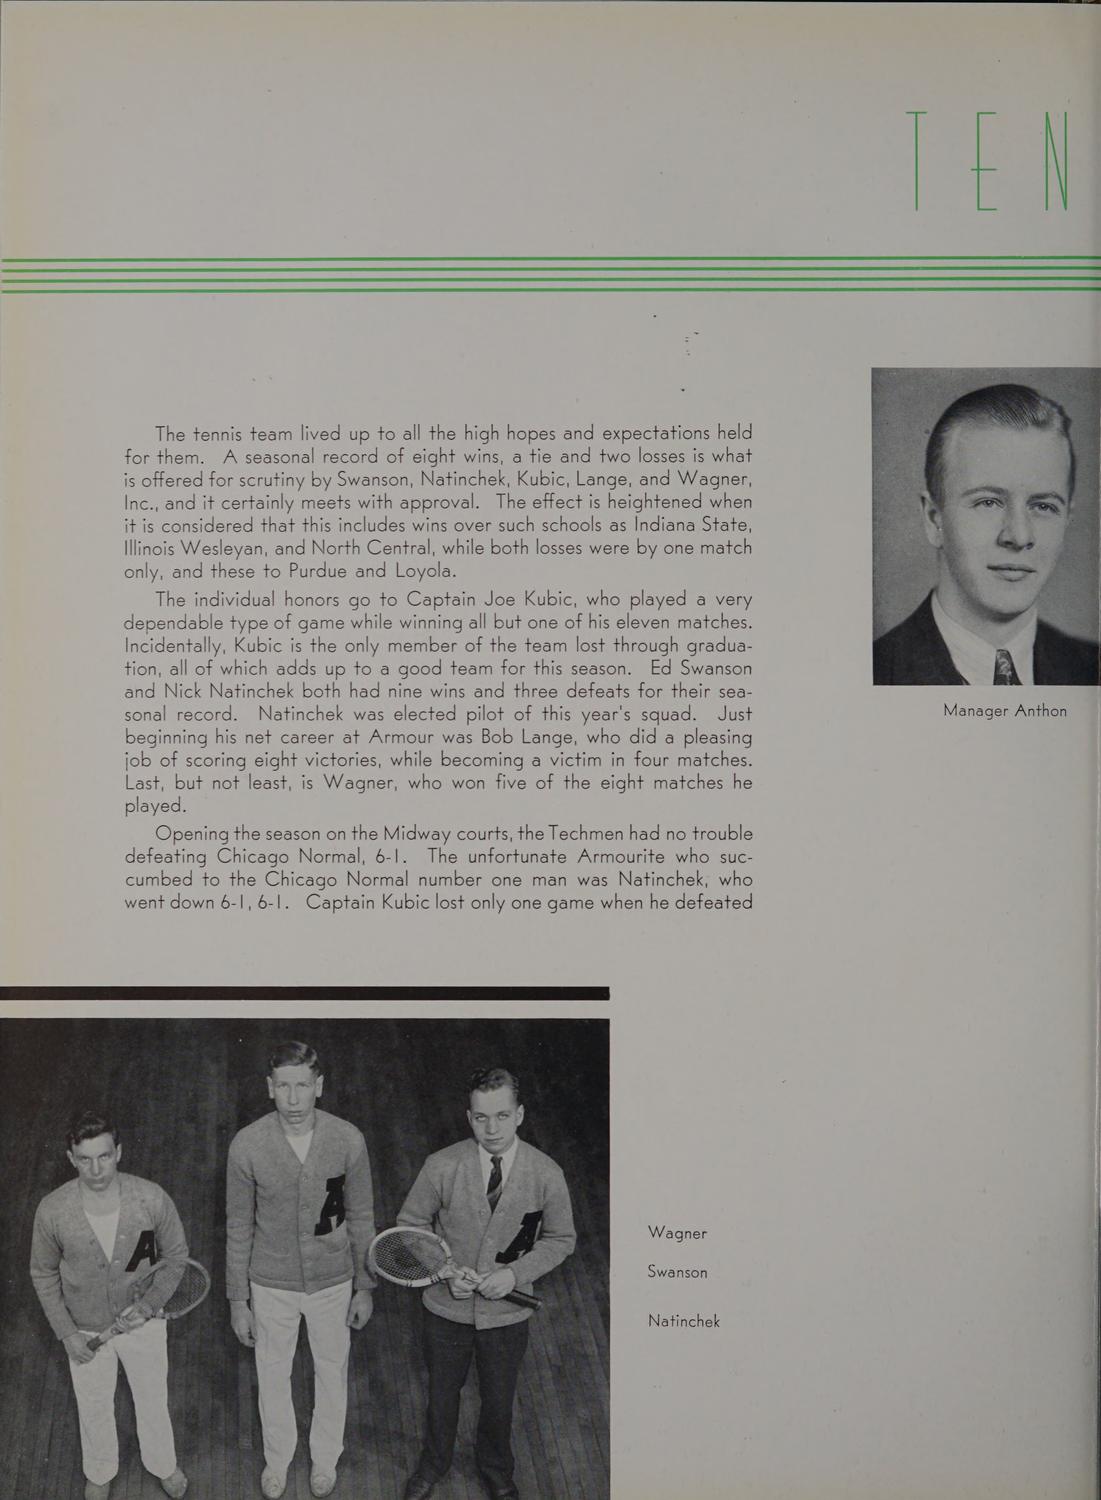 TEN
The tennis team lived up to all the high hopes and expectations held
for them. A seasonal record of eight wins, a tie and two losses is what
is offered for scrutiny by Swanson, Natinchek, Kubic, Lange, and Wagner,
Inc., and it certainly meets with approval. The effect is heightened when
it is considered that this includes wins over such schools as Indiana State,
Illinois Wesleyan, and North Central, while both losses were by one match
only, and these to Purdue and Loyola.
The individual honors go to Captain Joe Kubic, who played a very
dependable type of game while winning all but one of his eleven matches.
Incidentally, Kubic is the only member of the team lost through gradua-
tion, all of which adds up to a good team for this season. Ed Swanson
and Nick Natinchek both had nine wins and three defeats for their sea-
sonal record. Natinchek was elected pilot of this year's squad. Just
beginning his net career at Armour was Bob Lange, who did a pleasing
job of scoring eight victories, while becoming a victim in four matches.
Last, but not least, is Wagner, who won five of the eight matches he
played.
Opening the season on the Midway courts, the Techmen had no trouble
defeating Chicago Normal, 6-1. The unfortunate Armourite who suc-
cumbed to the Chicago Normal number one man was Natinchek, who
went down 6-1, 6-1. Captain Kubic lost only one game when he defeated
Manager Anthon
A
A
A
Wagner
Swanson
Natinchek